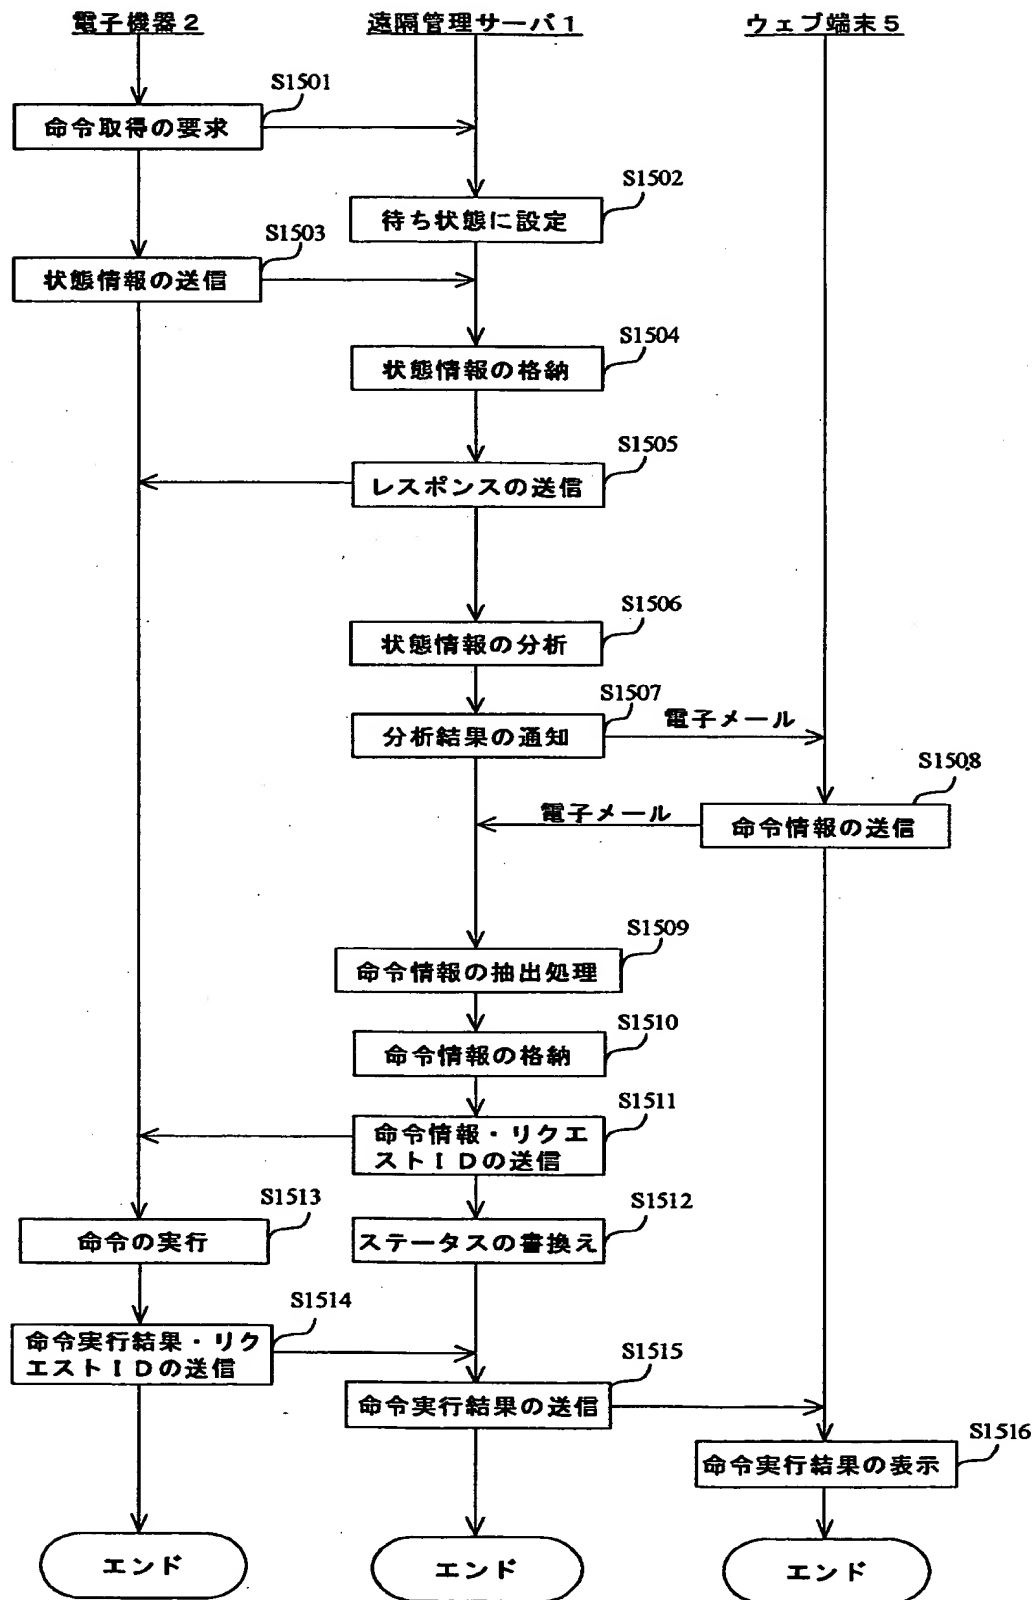 電子機器2
遠隔管理サーバ1
ウェブ端末5
S1501
命令取得の要求
S1502
待ち状態に設定
S1503
状態情報の送信
S1504
状態情報の格納
S1505
レスポンスの送信
S1506
状態情報の分析
S1507
分析結果の通知
電子メール
S1508
電子メール
命令情報の送信
S1509
命令情報の抽出処理
S1510
命令情報の格納
S1511
命令情報・リクエ
ストIDの送信
S1513
命令の実行
S1512
ステータスの書換え
S1514
命令実行結果・リク
エストIDの送信
S1515
命令実行結果の送信
S1516
命令実行結果の表示
エンド
エンド
エンド